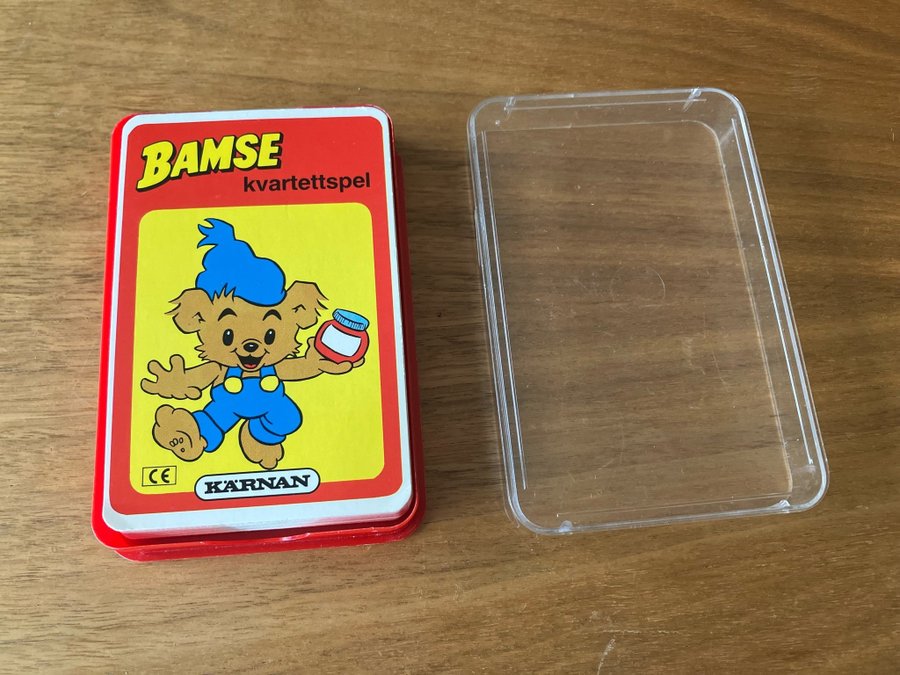 BAMSE
kvartettspel
CE
KÄRNAN